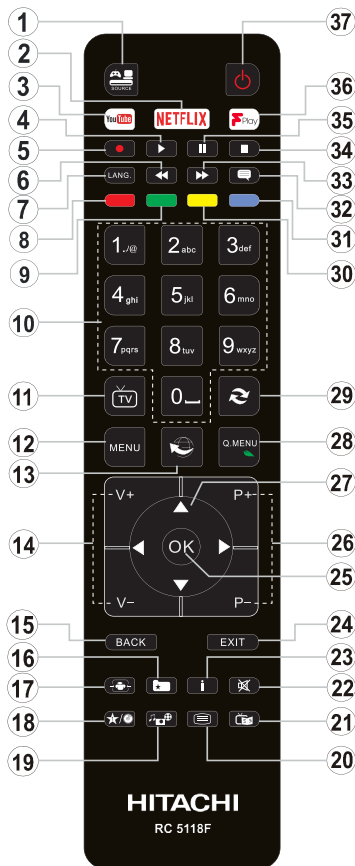 1
37
2
SOURCE
3
You Tube
NETFLIX
FPlay
36
4
35
5
34
6
33
7
LANG.
32
8
31
9
30
1./@
2abc
3def
4ghi
5jkl
6mno
10
7pqrs
8tuv
9wxyz
11
TV
0
29
12
MENU
Q.MENU
28
13
27
V+
P+
14
OK
26
25
V-
P-
15
BACK
EXIT
24
16
23
17
i
22
18
21
19
20
HITACHI
RC 5118F